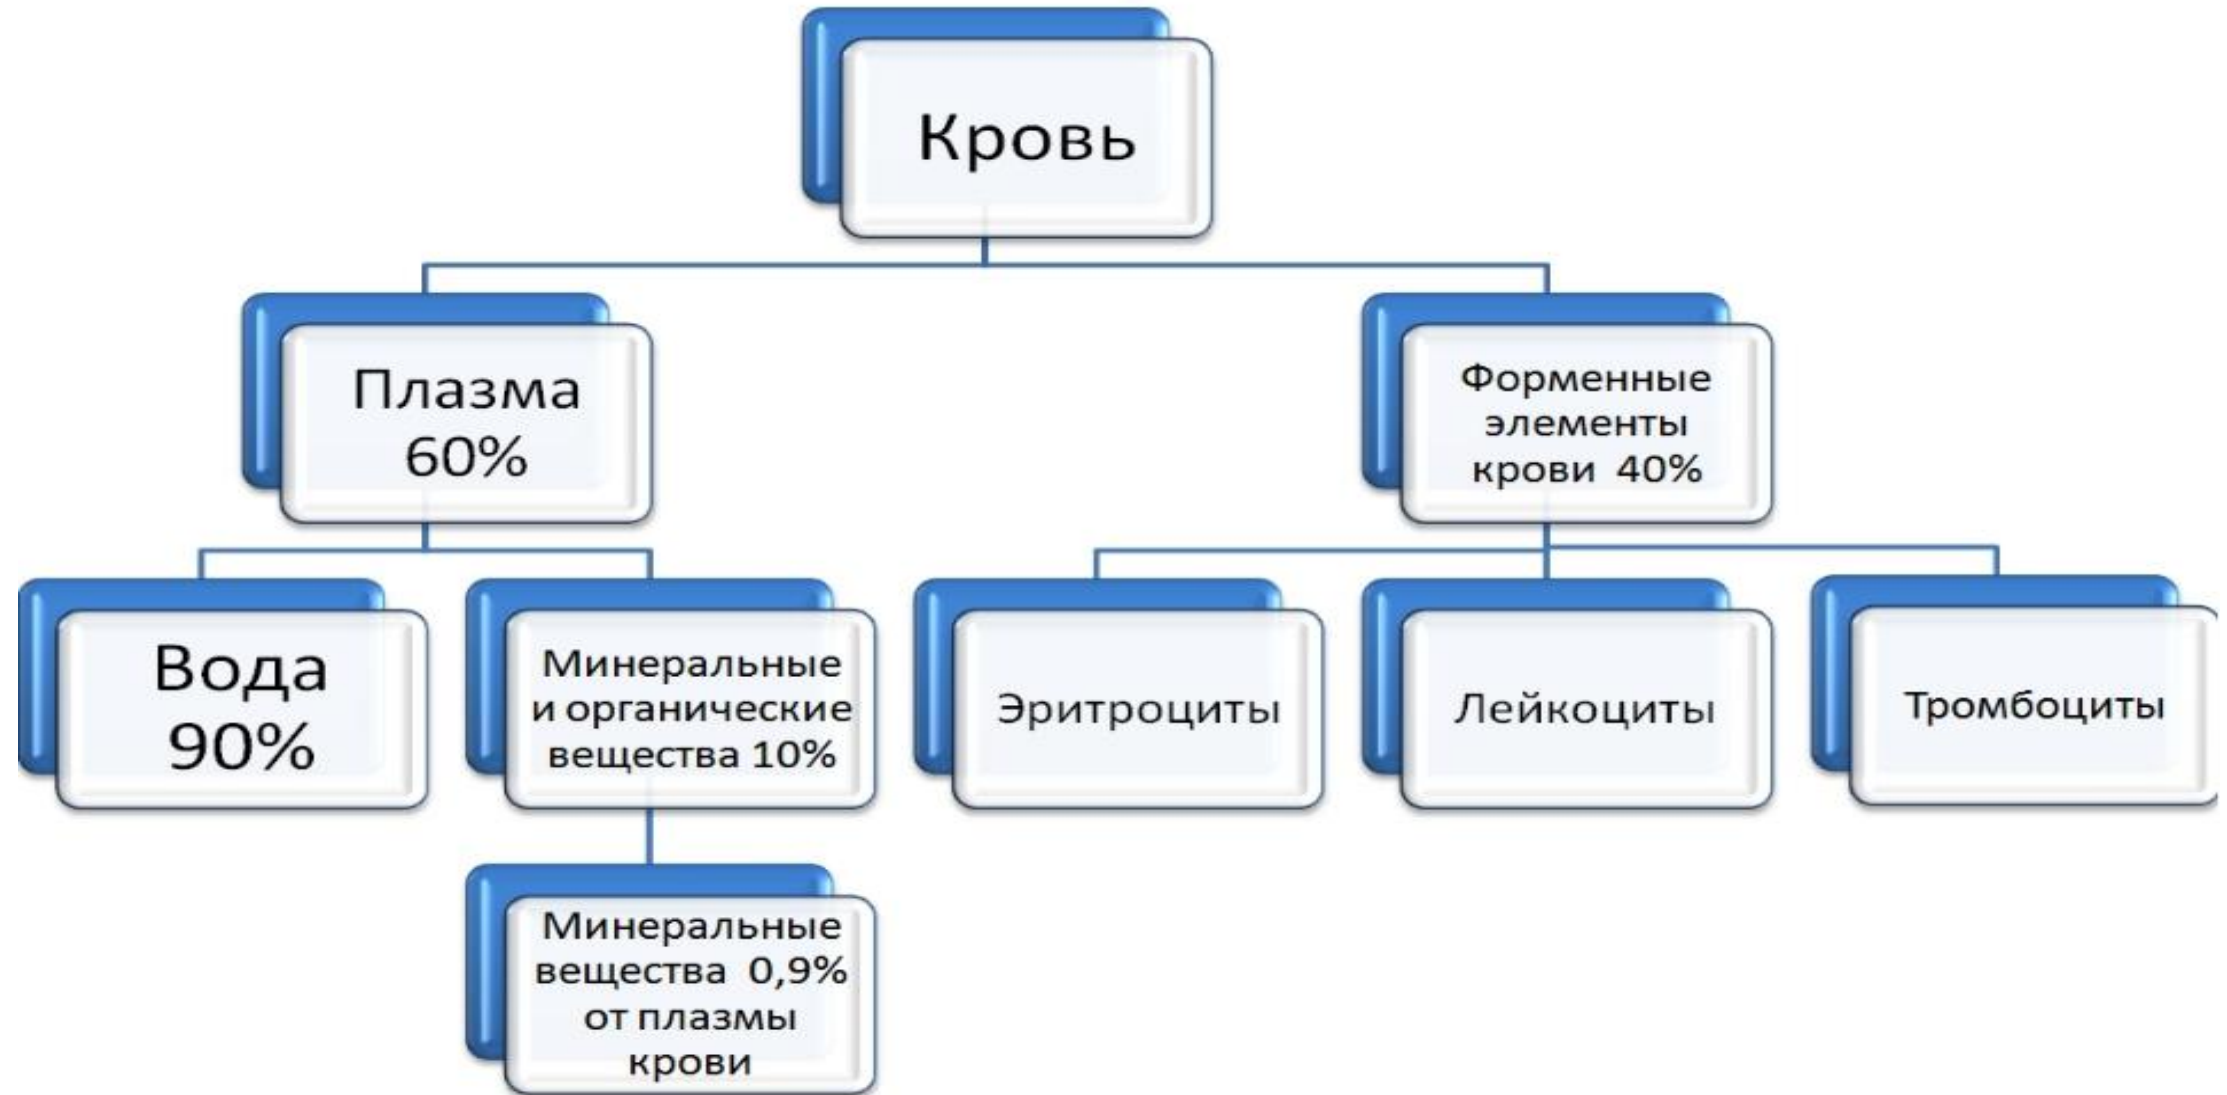 Кровь
Плазма
60%
Форменные
элементы
крови 40%
Вода
90%
Минеральные
и органические
вещества 10%
Эритроциты
Лейкоциты
Тромбоциты
Минеральные
вещества 0,9%
от плазмы
крови